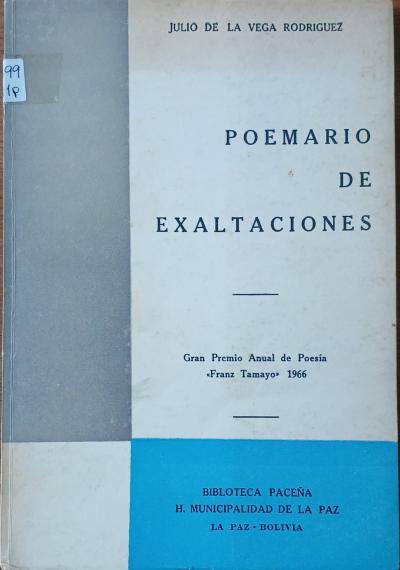 JULIO DE LA VEGA RODRIGUEZ
99
1p
POEMARIO
DE
EXALTACIONES
Gran Premio Anual de Poesía
«Franz Tamayo» 1966
BIBLOTECA PACEÑA
H. MUNICIPALIDAD DE LA PAZ
LA PAZ - BOLIVIA